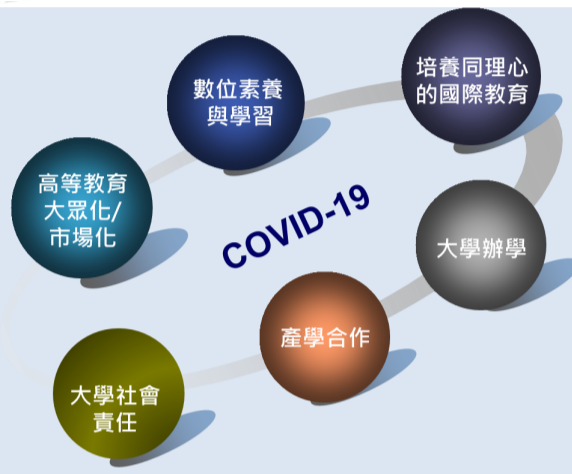 數位素養
與學習
培養同理心
的國際教育
高等教育
大眾化/
市場化
COVID-19
大學辦學
產學合作
大學社會
責任